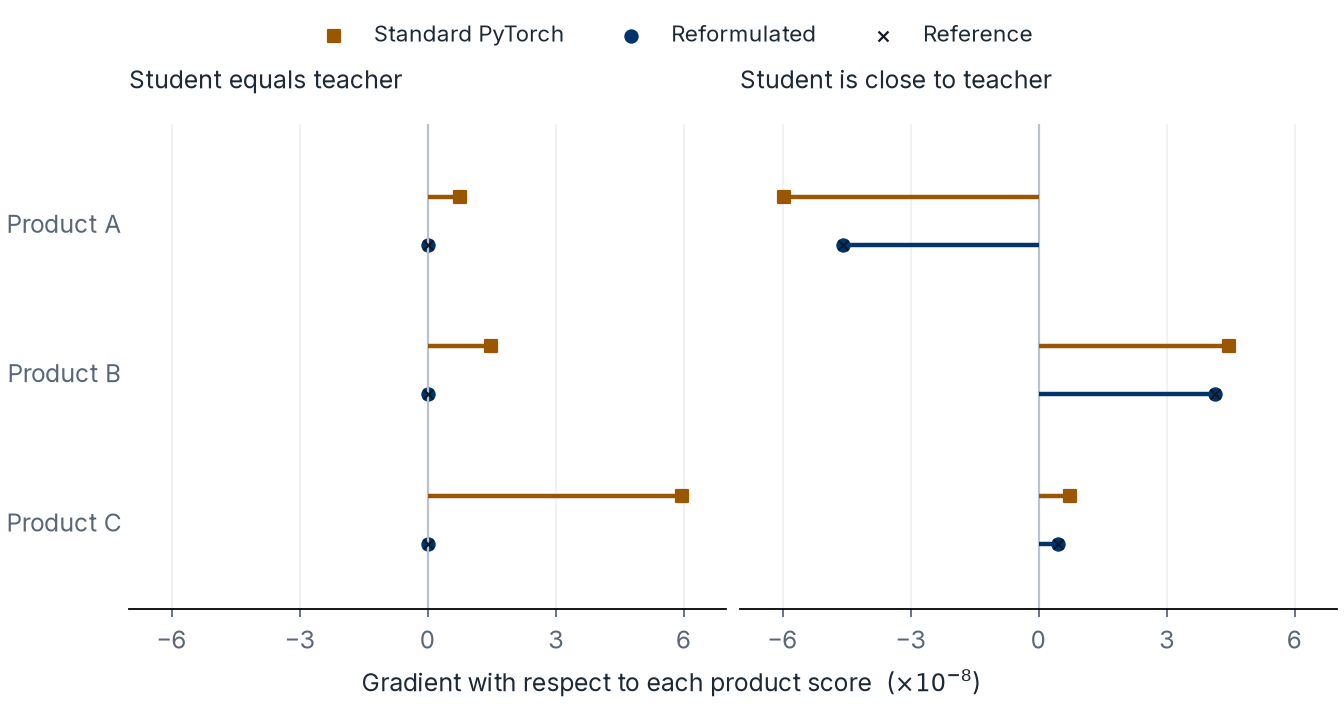 Standard PyTorch Reformulated Reference
Student equals teacher Student is close to teacher
Product A
Product B
Product C
−6 −3 0 3 6 −6 −3 0 3 6
Gradient with respect to each product score (×10⁻⁸)